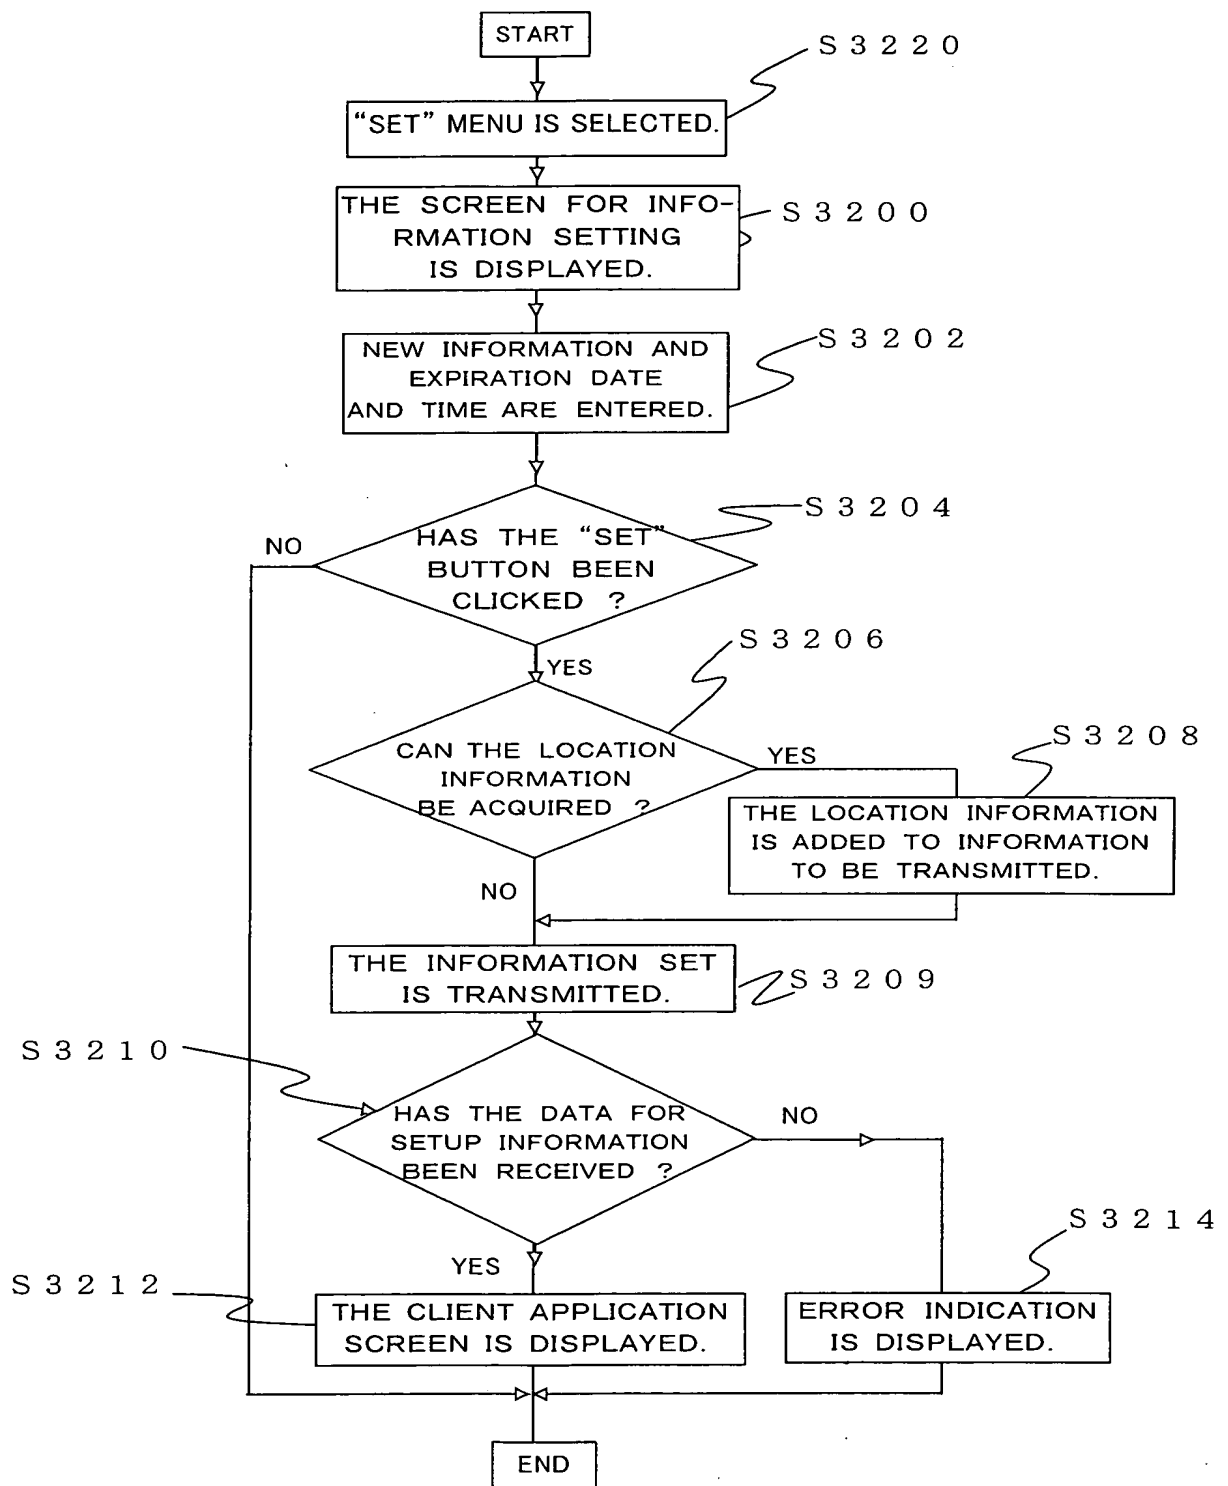 START
S3220
“SET” MENU IS SELECTED.
THE SCREEN FOR INFO-
RMATION SETTING
IS DISPLAYED.
S3200
NEW INFORMATION AND
EXPIRATION DATE
AND TIME ARE ENTERED.
S3202
S3204
HAS THE “SET”
BUTTON BEEN
CLICKED ?
NO
YES
S3206
CAN THE LOCATION
INFORMATION
BE ACQUIRED ?
YES
S3208
THE LOCATION INFORMATION
IS ADDED TO INFORMATION
TO BE TRANSMITTED.
NO
THE INFORMATION SET
IS TRANSMITTED.
S3209
S3210
HAS THE DATA FOR
SETUP INFORMATION
BEEN RECEIVED ?
NO
YES
S3212
THE CLIENT APPLICATION
SCREEN IS DISPLAYED.
S3214
ERROR INDICATION
IS DISPLAYED.
END